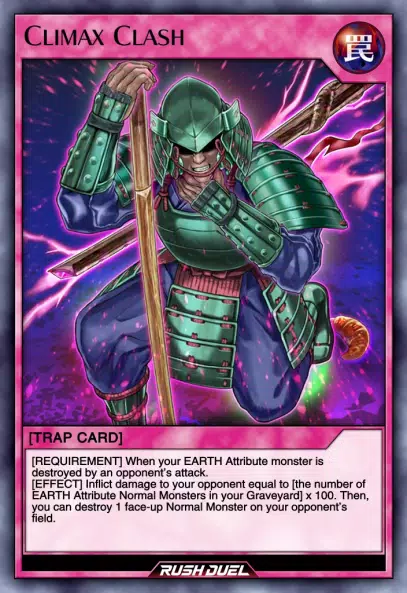 Climax Clash
罠
[TRAP CARD]
[REQUIREMENT] When your EARTH Attribute monster is
destroyed by an opponent's attack.
[EFFECT] Inflict damage to your opponent equal to [the number of
EARTH Attribute Normal Monsters in your Graveyard] x 100. Then,
you can destroy 1 face-up Normal Monster on your opponent's
field.
RUSH DUEL